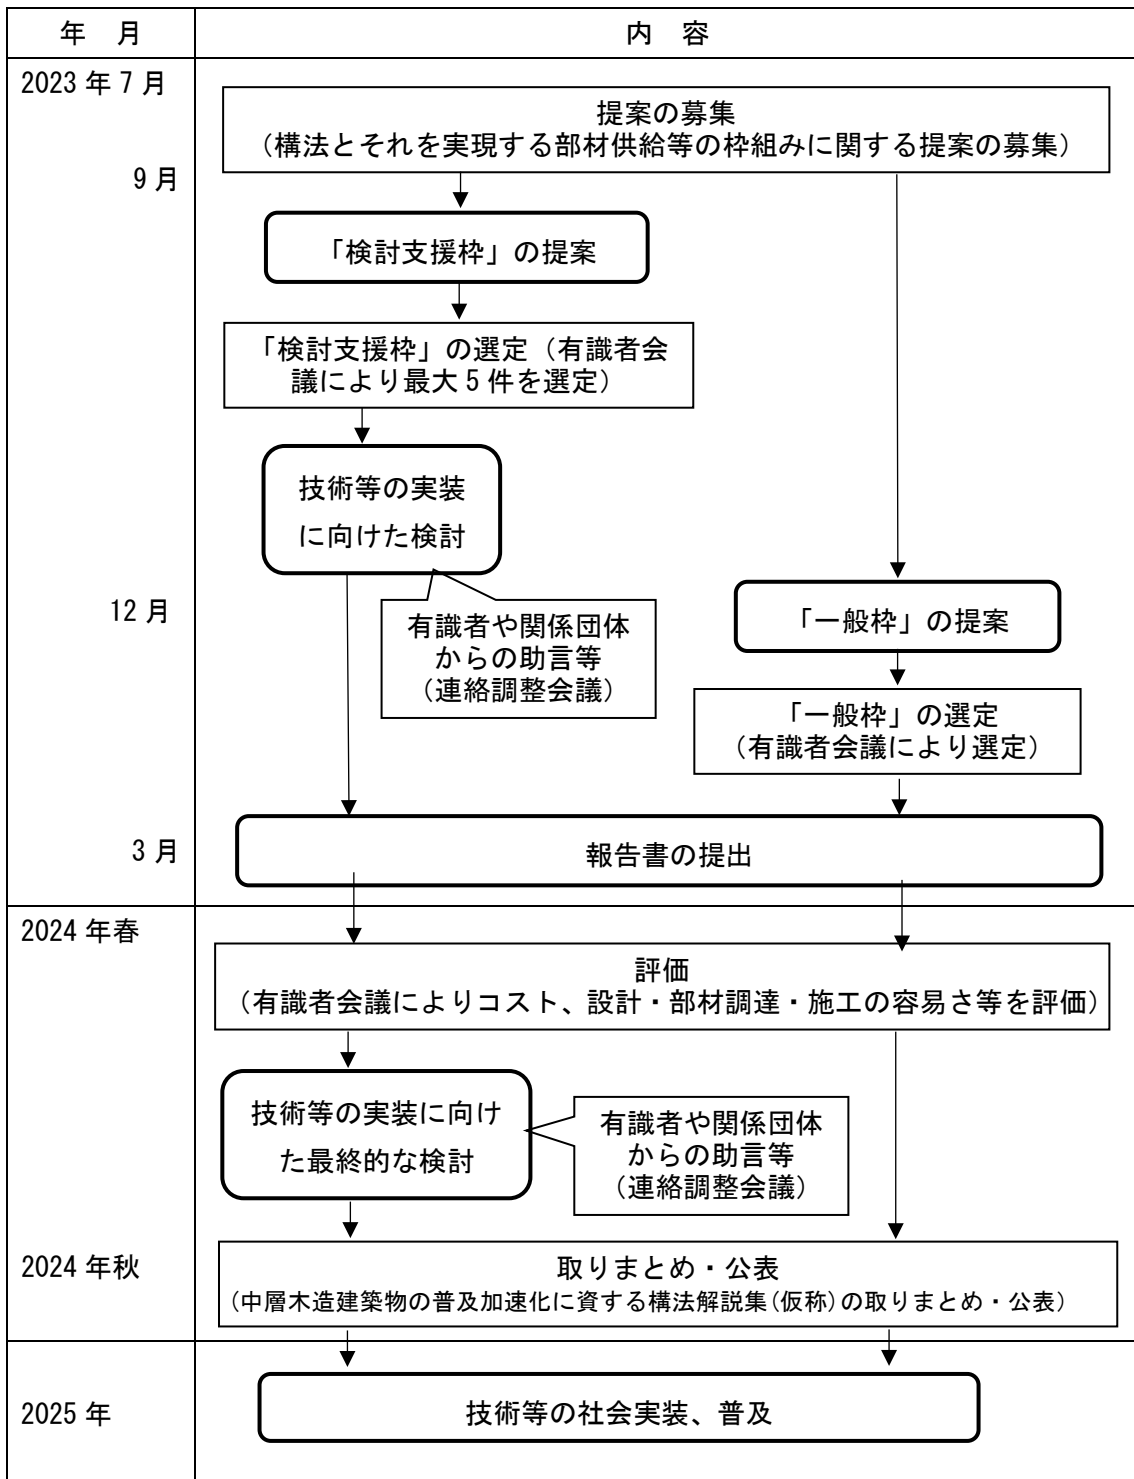 年 月
内 容
2023年7月
提案の募集
(構法とそれを実現する部材供給等の枠組みに関する提案の募集)
9月
「検討支援枠」の提案
「検討支援枠」の選定（有識者会
議により最大5件を選定）
技術等の実装
に向けた検討
12月
有識者や関係団体
からの助言等
（連絡調整会議）
「一般枠」の提案
「一般枠」の選定
（有識者会議により選定）
3月
報告書の提出
2024年春
評価
（有識者会議によりコスト、設計・部材調達・施工の容易さ等を評価）
技術等の実装に向け
た最終的な検討
有識者や関係団体
からの助言等
（連絡調整会議）
2024年秋
取りまとめ・公表
(中層木造建築物の普及加速化に資する構法解説集(仮称)の取りまとめ・公表)
2025年
技術等の社会実装、普及